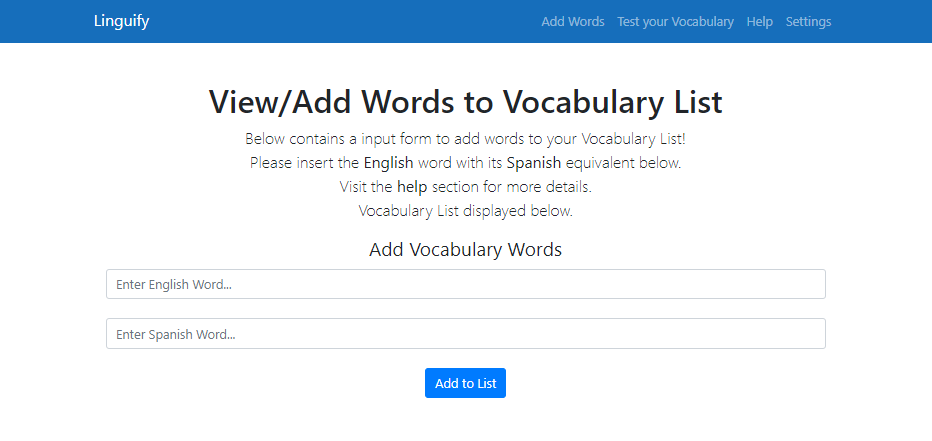 Linguify Add Words Test your Vocabulary Help Settings
View/Add Words to Vocabulary List
Below contains a input form to add words to your Vocabulary List!
Please insert the English word with its Spanish equivalent below.
Visit the help section for more details.
Vocabulary List displayed below.
Add Vocabulary Words
Enter English Word...
Enter Spanish Word...
Add to List